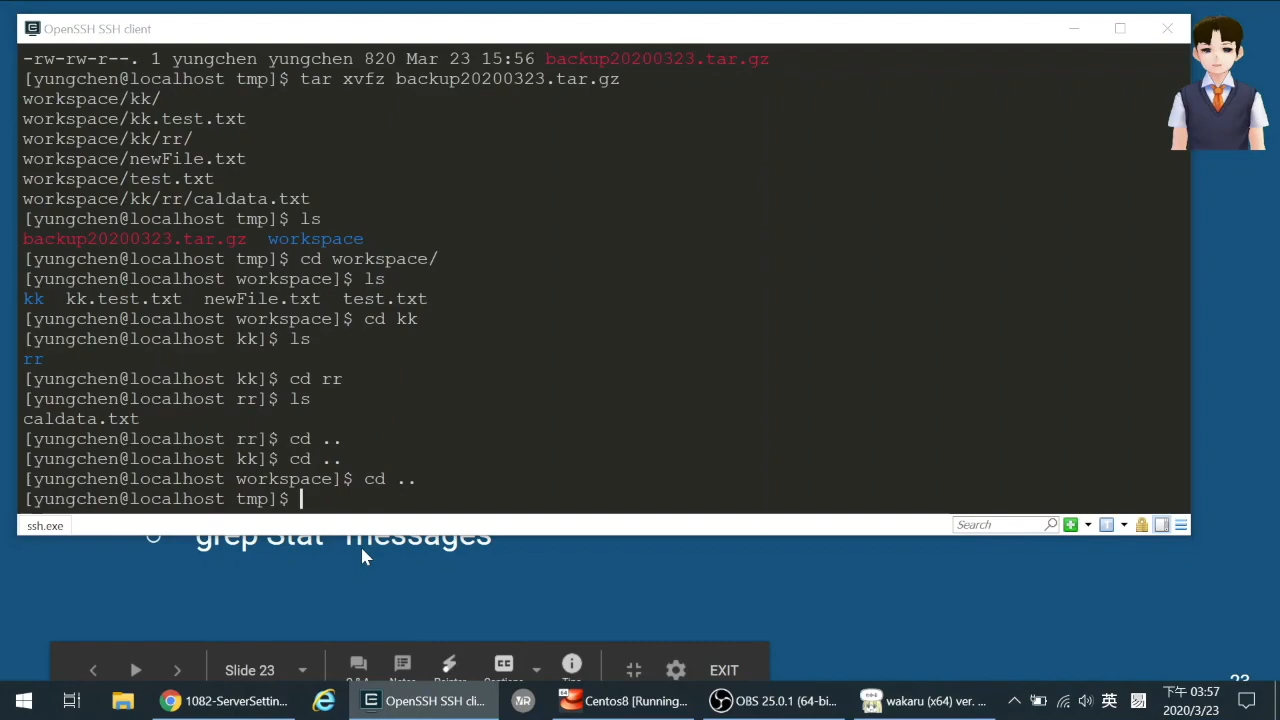 OpenSSH SSH client
-rw-rw-r--. 1 yungchen yungchen 820 Mar 23 15:56 backup20200323.tar.gz
[yungchen@localhost tmp]$ tar xvfz backup20200323.tar.gz
workspace/kk/
workspace/kk.test.txt
workspace/kk/rr/
workspace/newFile.txt
workspace/test.txt
workspace/kk/rr/caldata.txt
[yungchen@localhost tmp]$ ls
backup20200323.tar.gz  workspace
[yungchen@localhost tmp]$ cd workspace/
[yungchen@localhost workspace]$ ls
kk  kk.test.txt  newFile.txt  test.txt
[yungchen@localhost workspace]$ cd kk
[yungchen@localhost kk]$ ls
rr
[yungchen@localhost kk]$ cd rr
[yungchen@localhost rr]$ ls
caldata.txt
[yungchen@localhost rr]$ cd ..
[yungchen@localhost kk]$ cd ..
[yungchen@localhost workspace]$ cd ..
[yungchen@localhost tmp]$
ssh.exe
Search
messages
Slide 23
EXIT
23
1082-ServerSettin...
OpenSSH SSH cli...
Centos8 [Running...
OBS 25.0.1 (64-bi...
wakaru (x64) ver. ...
英
下午 03:57
2020/3/23